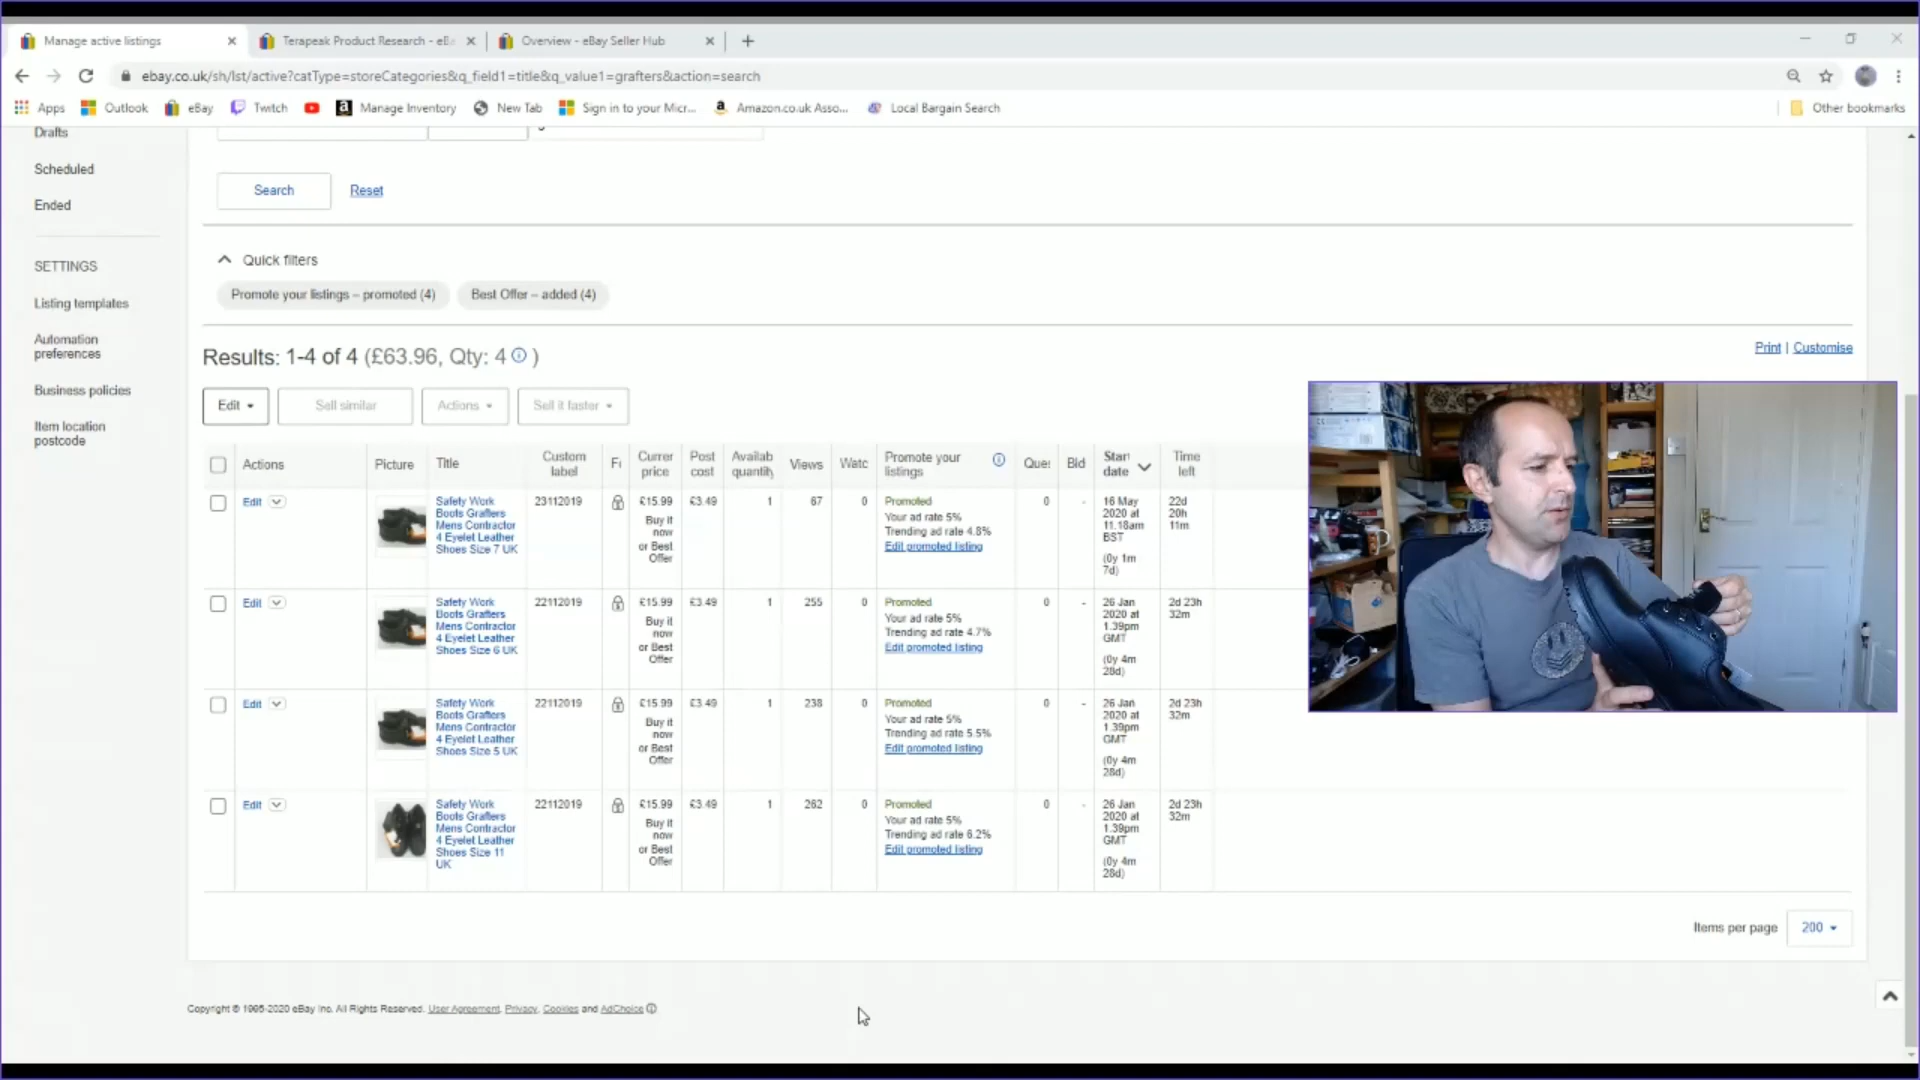 Manage active listings
Terapeak Product Research - eB
Overview - eBay Seller Hub
ebay.co.uk/sh/lst/active?catType=storeCategories&q_field1=title&q_value1=grafters&action=search
Apps Outlook eBay Twitch Manage Inventory New Tab Sign in to your Micr... Amazon.co.uk Asso... Local Bargain Search Other bookmarks
Drafts
Scheduled
Ended
SETTINGS
Listing templates
Automation
preferences
Business policies
Item location
postcode
Search Reset
Quick filters
Promote your listings – promoted (4) Best Offer – added (4)
Results: 1-4 of 4 (£63.96, Qty: 4 )
Print | Customise
Edit Sell similar Actions Sell it faster
Actions Picture Title Custom
label Curre price Post
cost Availab
quantity Views Watc Promote your
listings Que Bid Start
date Time
left
Edit
Safety Work
Boots Grafters
Mens Contractor
4 Eyelet Leather
Shoes Size 7 UK
23112019
£15.99
Buy it
now
or Best
Offer
£3.49
1
67
0
Promoted
Your ad rate 5%
Trending ad rate 4.8%
Edit promoted listing
0
-
16 May
2020 at
11.18am
BST
(0y 1m
7d)
22d
20h
11m
Edit
Safety Work
Boots Grafters
Mens Contractor
4 Eyelet Leather
Shoes Size 6 UK
22112019
£15.99
Buy it
now
or Best
Offer
£3.49
1
255
0
Promoted
Your ad rate 5%
Trending ad rate 4.7%
Edit promoted listing
0
-
26 Jan
2020 at
1.39pm
GMT
(0y 4m
28d)
2d 23h
32m
Edit
Safety Work
Boots Grafters
Mens Contractor
4 Eyelet Leather
Shoes Size 5 UK
22112019
£15.99
Buy it
now
or Best
Offer
£3.49
1
238
0
Promoted
Your ad rate 5%
Trending ad rate 5.5%
Edit promoted listing
0
-
26 Jan
2020 at
1.39pm
GMT
(0y 4m
28d)
2d 23h
32m
Edit
Safety Work
Boots Grafters
Mens Contractor
4 Eyelet Leather
Shoes Size 11
UK
22112019
£15.99
Buy it
now
or Best
Offer
£3.49
1
262
0
Promoted
Your ad rate 5%
Trending ad rate 6.2%
Edit promoted listing
0
-
26 Jan
2020 at
1.39pm
GMT
(0y 4m
28d)
2d 23h
32m
Items per page 200
Copyright © 1995-2020 eBay Inc. All Rights Reserved. User Agreement, Privacy, Cookies and AdChoice